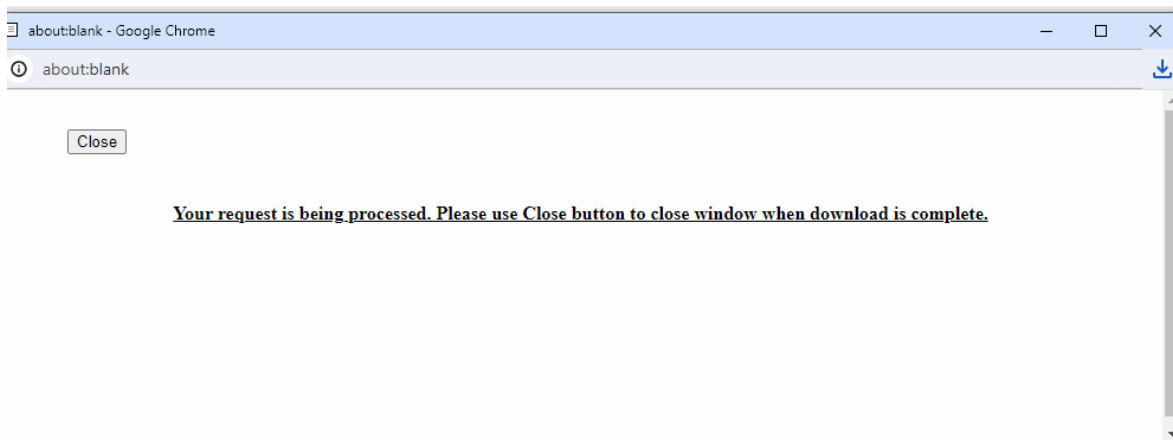 about:blank - Google Chrome
about:blank
Close
Your request is being processed. Please use Close button to close window when download is complete.